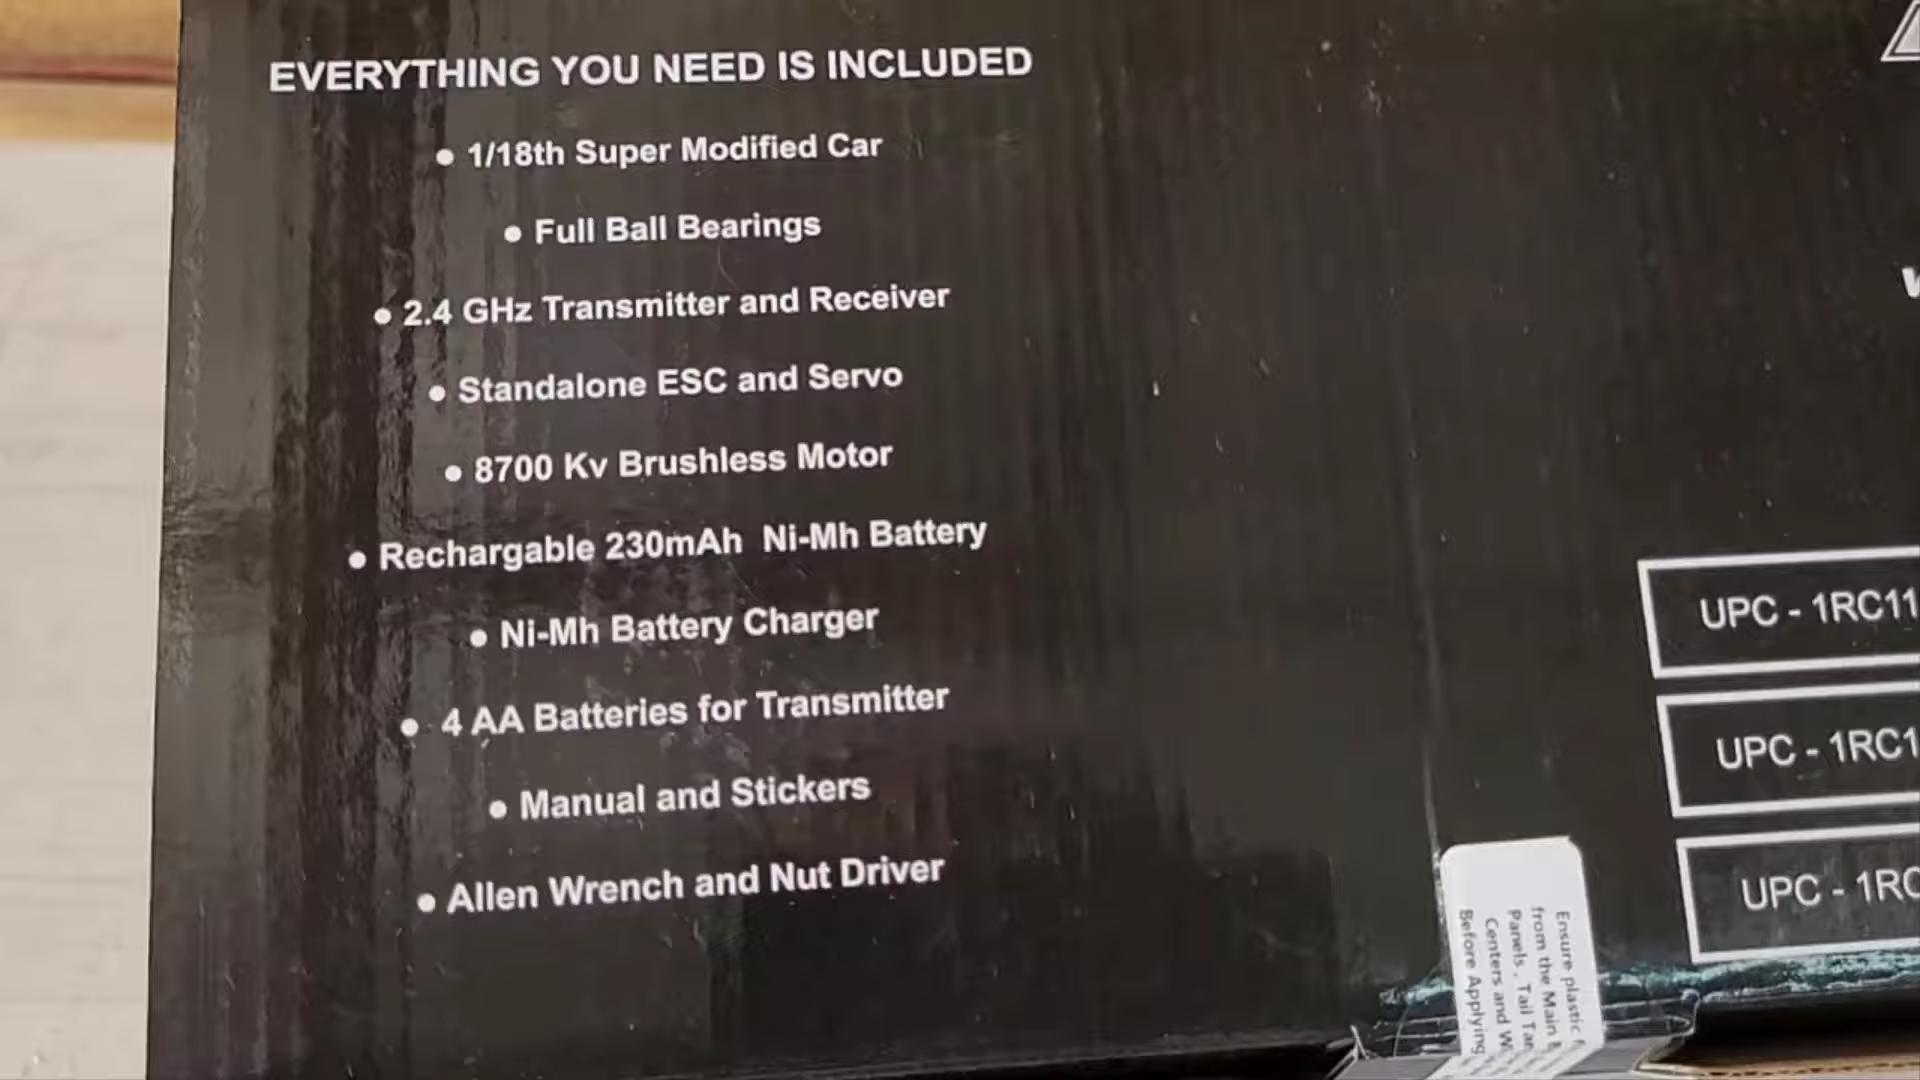 EVERYTHING YOU NEED IS INCLUDED
● 1/18th Super Modified Car
● Full Ball Bearings
● 2.4 GHz Transmitter and Receiver
● Standalone ESC and Servo
● 8700 Kv Brushless Motor
● Rechargable 230mAh Ni-Mh Battery
● Ni-Mh Battery Charger
● 4 AA Batteries for Transmitter
● Manual and Stickers
● Allen Wrench and Nut Driver
UPC - 1RC11
UPC - 1RC1
UPC - 1RC
Ensure plastic
from the Main
Panels, Tail
Centers and
Before Applying